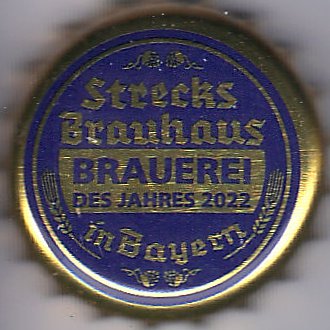 Strecks
Brauhaus
BRAUEREI
DES JAHRES 2022
in Bayern